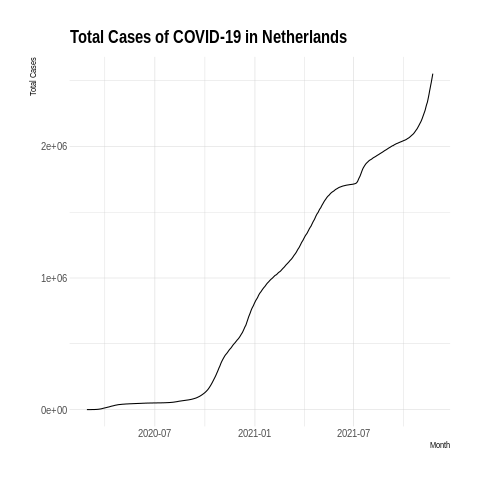 Total Cases of COVID-19 in Netherlands
Total Cases
2e+06
1e+06
0e+00
2020-07 2021-01 2021-07
Month